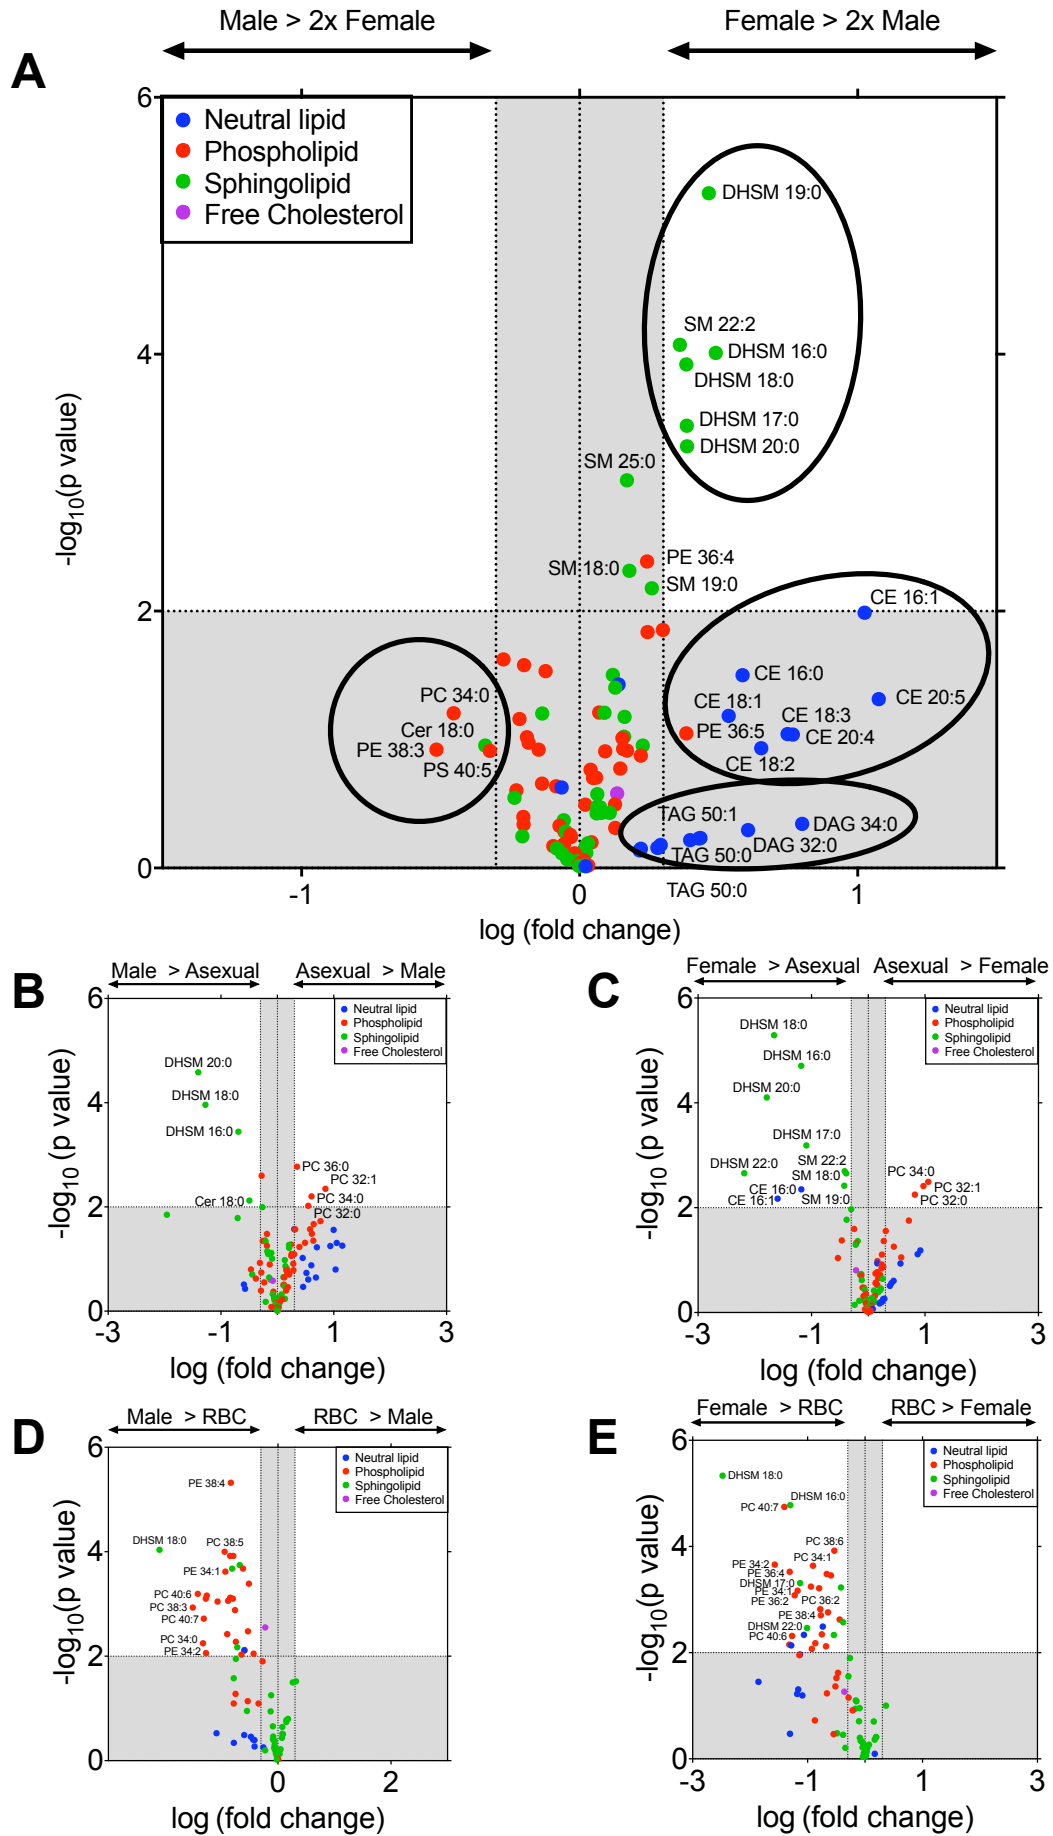 Male > 2x Female
Female > 2x Male
A
6
Neutral lipid
Phospholipid
Sphingolipid
Free Cholesterol
DHSM 19:0
SM 22:2
4
DHSM 16:0
DHSM 18:0
DHSM 17:0
DHSM 20:0
SM 25:0
-log10(p value)
PE 36:4
SM 18:0
SM 19:0
2
CE 16:1
CE 16:0
CE 20:5
PC 34:0
CE 18:1
CE 18:3
Cer 18:0
PE 36:5
CE 20:4
PE 38:3
CE 18:2
PS 40:5
TAG 50:1
DAG 34:0
DAG 32:0
TAG 50:0
0
TAG 50:0
-1
0
1
log (fold change)
B
Male > Asexual
Asexual > Male
6
Neutral lipid
Phospholipid
Sphingolipid
Free Cholesterol
DHSM 20:0
4
DHSM 18:0
DHSM 16:0
-log10 (p value)
PC 36:0
PC 32:1
Cer 18:0
PC 34:0
2
PC 32:0
0
-3
-1
1
3
log (fold change)
C
Female > Asexual
Asexual > Female
6
Neutral lipid
Phospholipid
Sphingolipid
Free Cholesterol
DHSM 18:0
DHSM 16:0
4
DHSM 20:0
-log10 (p value)
DHSM 17:0
DHSM 22:0
SM 22:2
SM 18:0
PC 34:0
CE 16:0
PC 32:1
CE 16:1
SM 19:0
PC 32:0
2
0
-3
-1
1
3
log (fold change)
D
Male > RBC
RBC > Male
6
Neutral lipid
Phospholipid
Sphingolipid
Free Cholesterol
PE 38:4
DHSM 18:0
PC 38:5
4
-log10(p value)
PE 34:1
PC 40:6
PC 38:3
PC 40:7
PC 34:0
PE 34:2
2
0
0
2
log (fold change)
E
Female > RBC
RBC > Female
6
Neutral lipid
Phospholipid
Sphingolipid
Free Cholesterol
DHSM 18:0
DHSM 16:0
PC 40:7
4
PC 38:6
-log10(p value)
PE 34:2
PC 34:1
PE 36:4
DHSM 17:0
PE 34:1
PE 36:2
PC 36:2
PE 38:4
DHSM 22:0
PC 40:6
2
0
-3
-1
1
3
log (fold change)